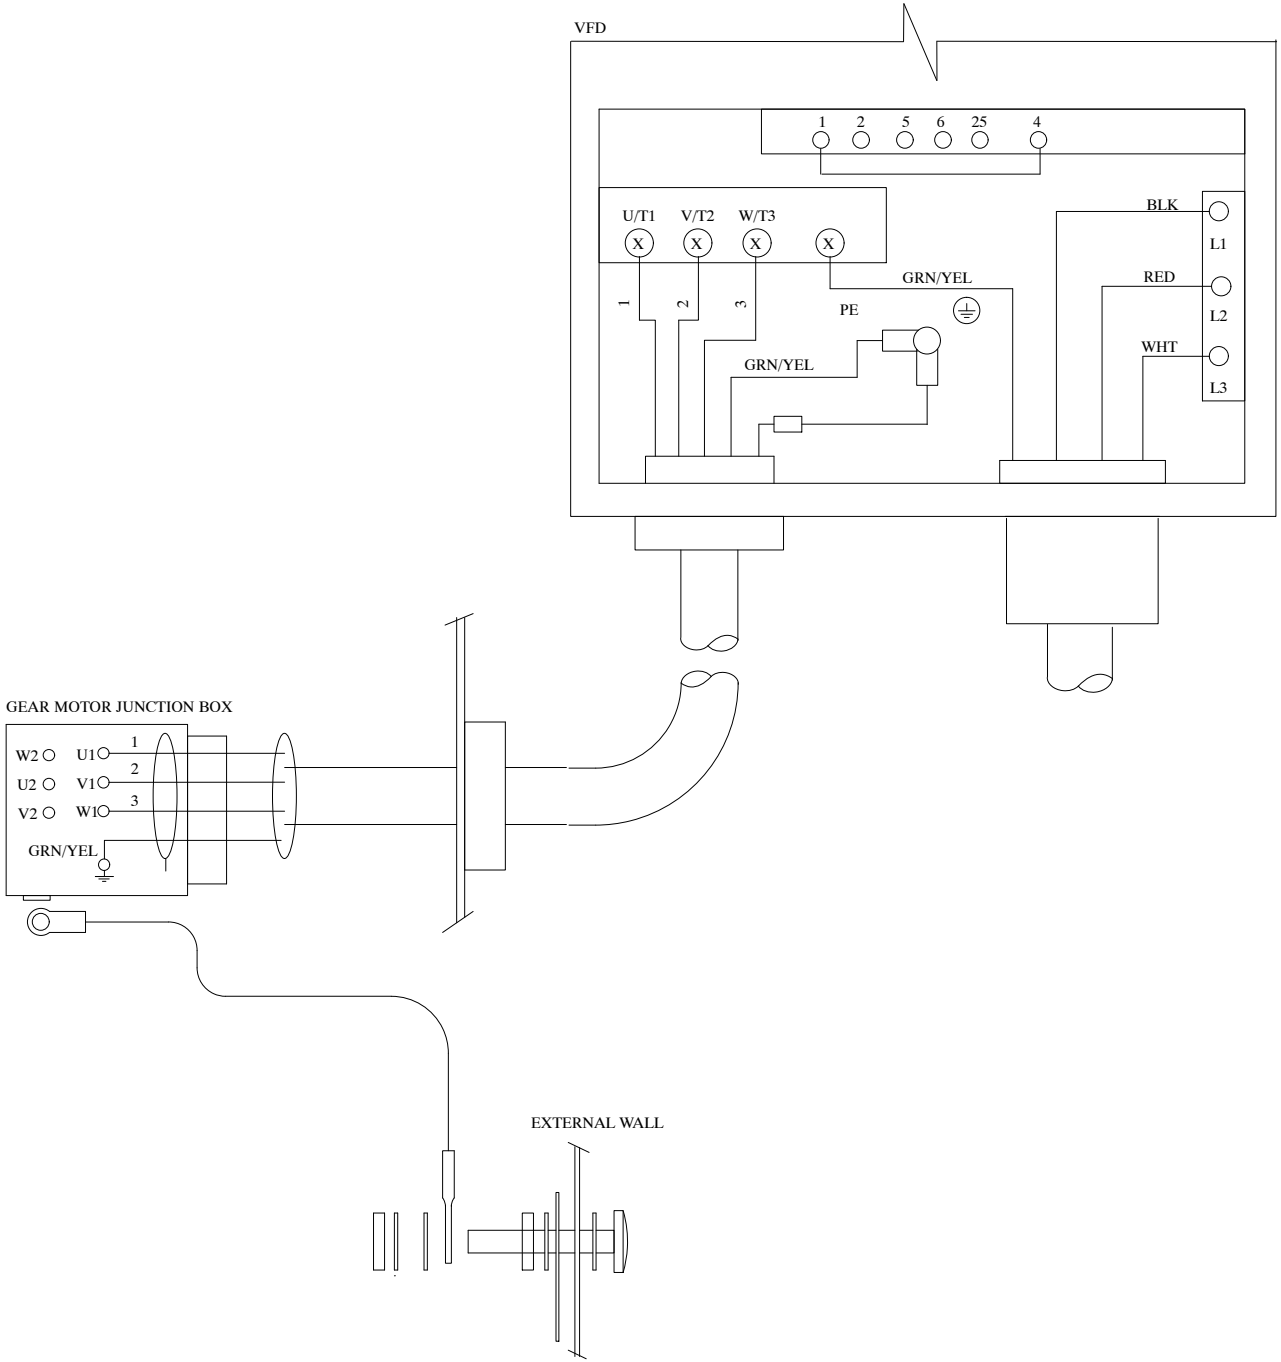 VFD
1 2 5 6 25 4
U/T1 V/T2 W/T3
X X X X
BLK
L1
GRN/YEL
RED
1 2 3
PE
L2
WHT
GRN/YEL
L3
GEAR MOTOR JUNCTION BOX
1
W2 U1
2
U2 V1
3
V2 W1
GRN/YEL
EXTERNAL WALL